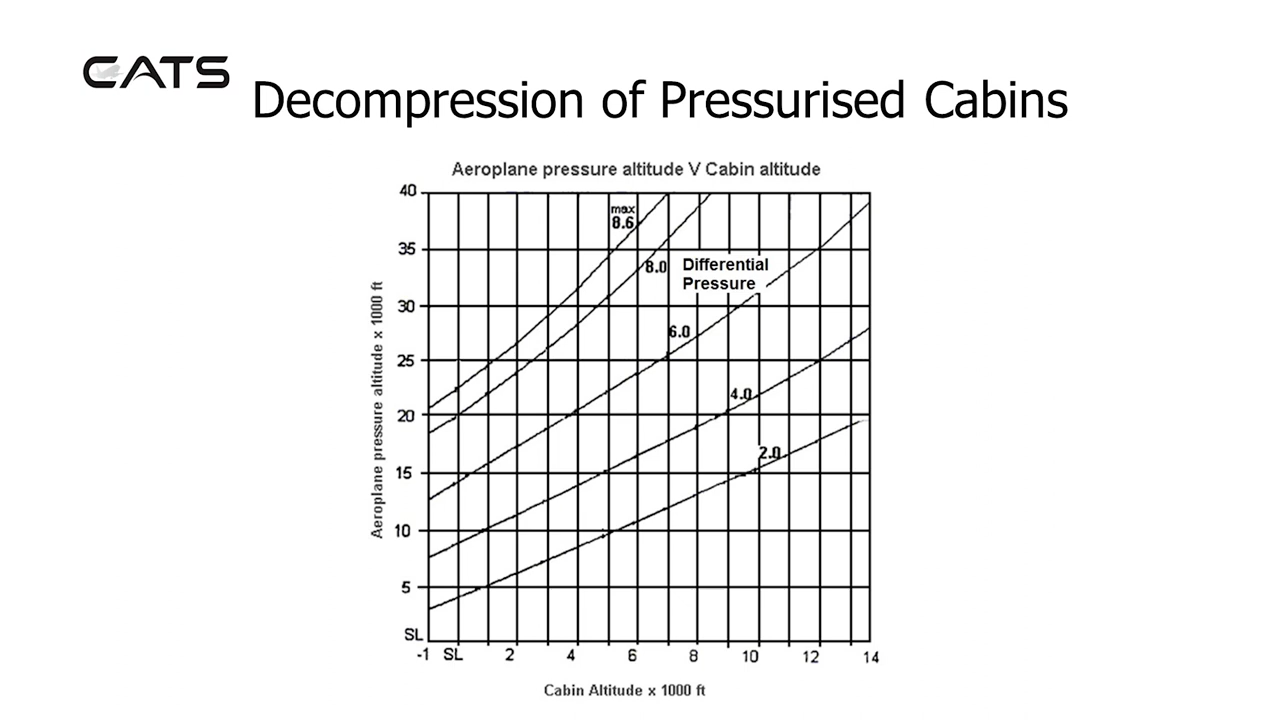 CATS
Decompression of Pressurised Cabins
Aeroplane pressure altitude V Cabin altitude
40
35
30
25
20
15
10
5
SL
Aeroplane pressure altitude x 1000 ft
max
8.6
8.0
Differential
Pressure
6.0
4.0
2.0
-1 SL 2 4 6 8 10 12 14
Cabin Altitude x 1000 ft